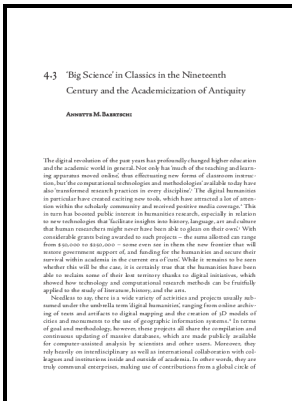 4.3 'Big Science' in Classics in the Nineteenth
Century and the Academicization of Antiquity
Annette M. Baertschi
The digital revolution of the past years has profoundly changed higher education
and the academic world in general. Not only has 'much of the teaching and learn-
ing apparatus moved online', thus effectuating new forms of classroom instruc-
tion, but 'the computational technologies and methodologies' available today have
also 'transformed research practices in every discipline'. The digital humanities
in particular have created exciting new tools, which have attracted a lot of atten-
tion within the scholarly community and received positive media coverage. This
in turn has boosted public interest in humanities research, especially in relation
to new technologies that 'facilitate insights into history, language, art and culture
that human researchers might never have been able to glean on their own'. With
considerable grants being awarded to such projects – the sums allotted can range
from $50,000 to $250,000 – some even see in them the new frontier that will
restore government support of, and funding for the humanities and secure their
survival within academia in the current era of 'cuts'. While it remains to be seen
whether this will be the case, it is certainly true that the humanities have been
able to reclaim some of their lost territory thanks to digital initiatives, which
showed how technology and computational research methods can be fruitfully
applied to the study of literature, history, and the arts.
Needless to say, there is a wide variety of activities and projects usually sub-
sumed under the umbrella term 'digital humanities', ranging from online archiv-
ing of texts and artifacts to digital mapping and the creation of 3D models of
cities and monuments to the use of geographic information systems. In terms
of goal and methodology, however, these projects all share the compilation and
continuous updating of massive databases, which are made publicly available
for computer-assisted analysis by scientists and other users. Moreover, they
rely heavily on interdisciplinary as well as international collaboration with col-
leagues and institutions inside and outside of academia. In other words, they are
truly communal enterprises, making use of contributions from a global circle of